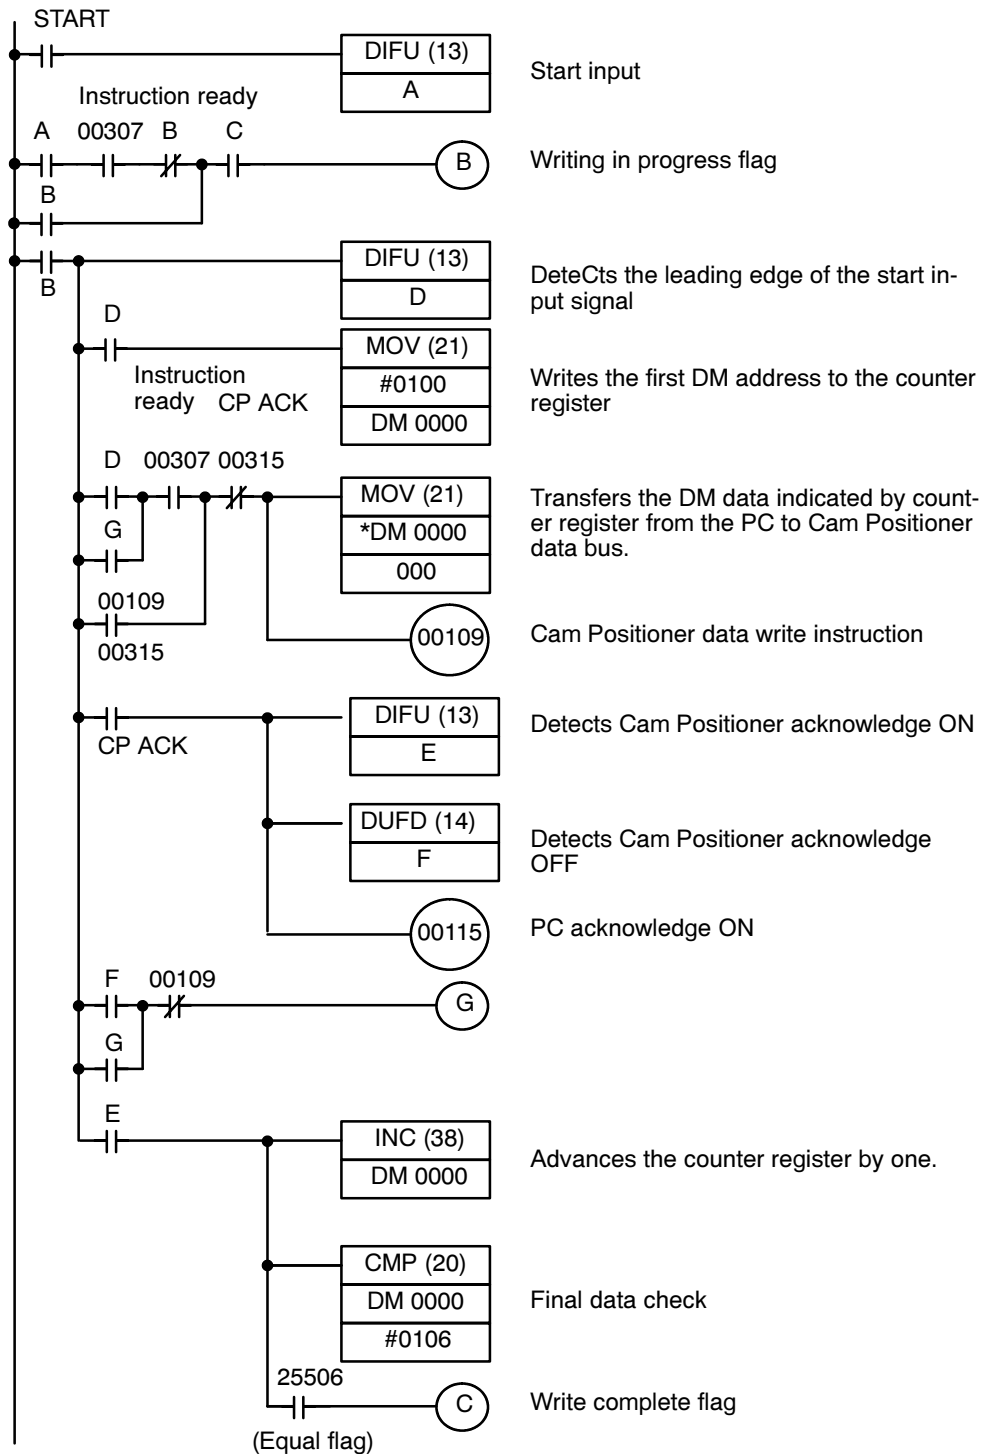 START
DIFU (13)
A
Start input
Instruction ready
A 00307 B C
B
Writing in progress flag
B
B
DIFU (13)
D
DeteCts the leading edge of the start in-
put signal
D
MOV (21)
#0100
DM 0000
Writes the first DM address to the counter
register
Instruction
ready CP ACK
D 00307 00315
MOV (21)
*DM 0000
000
Transfers the DM data indicated by count-
er register from the PC to Cam Positioner
data bus.
G
00109
00315
00109
Cam Positioner data write instruction
CP ACK
DIFU (13)
E
Detects Cam Positioner acknowledge ON
DUFD (14)
F
Detects Cam Positioner acknowledge
OFF
00115
PC acknowledge ON
F 00109
G
G
E
INC (38)
DM 0000
Advances the counter register by one.
CMP (20)
DM 0000
#0106
Final data check
25506
(Equal flag)
C
Write complete flag